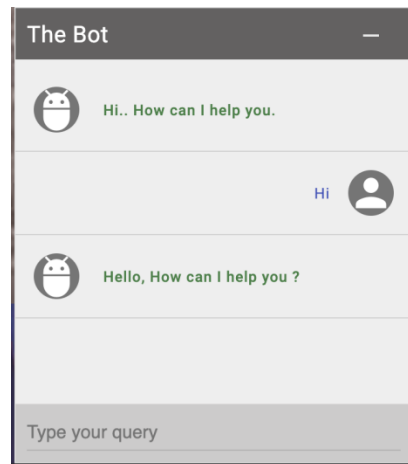 The Bot
Hi.. How can I help you.
Hi
Hello, How can I help you ?
Type your query